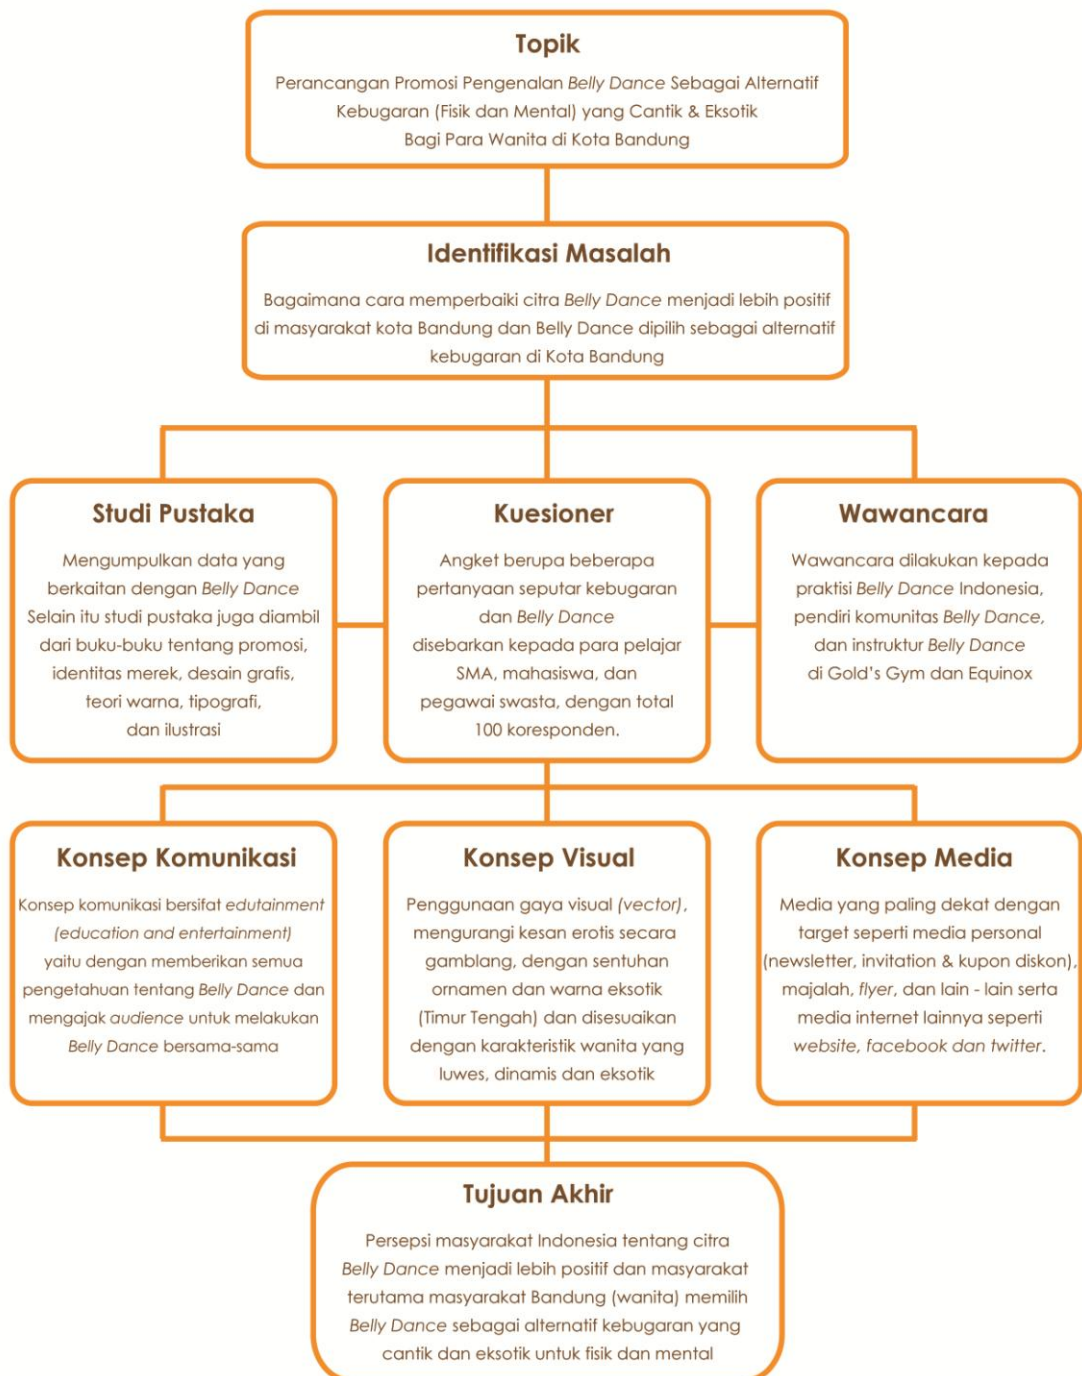 Topik
Perancangan Promosi Pengenalan Belly Dance Sebagai Alternatif
Kebugaran (Fisik dan Mental) yang Cantik & Eksotik
Bagi Para Wanita di Kota Bandung
Identifikasi Masalah
Bagaimana cara memperbaiki citra Belly Dance menjadi lebih positif
di masyarakat kota Bandung dan Belly Dance dipilih sebagai alternatif
kebugaran di Kota Bandung
Studi Pustaka
Mengumpulkan data yang
berkaitan dengan Belly Dance
Selain itu studi pustaka juga diambil
dari buku-buku tentang promosi,
identitas merek, desain grafis,
teori warna, tipografi,
dan ilustrasi
Kuesioner
Angket berupa beberapa
pertanyaan seputar kebugaran
dan Belly Dance
disebarkan kepada para pelajar
SMA, mahasiswa, dan
pegawai swasta, dengan total
100 koresponden.
Wawancara
Wawancara dilakukan kepada
praktisi Belly Dance Indonesia,
pendiri komunitas Belly Dance,
dan instruktur Belly Dance
di Gold's Gym dan Equinox
Konsep Komunikasi
Konsep komunikasi bersifat edutainment
(education and entertainment)
yaitu dengan memberikan semua
pengetahuan tentang Belly Dance dan
mengajak audience untuk melakukan
Belly Dance bersama-sama
Konsep Visual
Penggunaan gaya visual (vector),
mengurangi kesan erotis secara
gamblang, dengan sentuhan
ornamen dan warna eksotik
(Timur Tengah) dan disesuaikan
dengan karakteristik wanita yang
luwes, dinamis dan eksotik
Konsep Media
Media yang paling dekat dengan
target seperti media personal
(newsletter, invitation & kupon diskon),
majalah, flyer, dan lain - lain serta
media internet lainnya seperti
website, facebook dan twitter.
Tujuan Akhir
Persepsi masyarakat Indonesia tentang citra
Belly Dance menjadi lebih positif dan masyarakat
terutama masyarakat Bandung (wanita) memilih
Belly Dance sebagai alternatif kebugaran yang
cantik dan eksotik untuk fisik dan mental